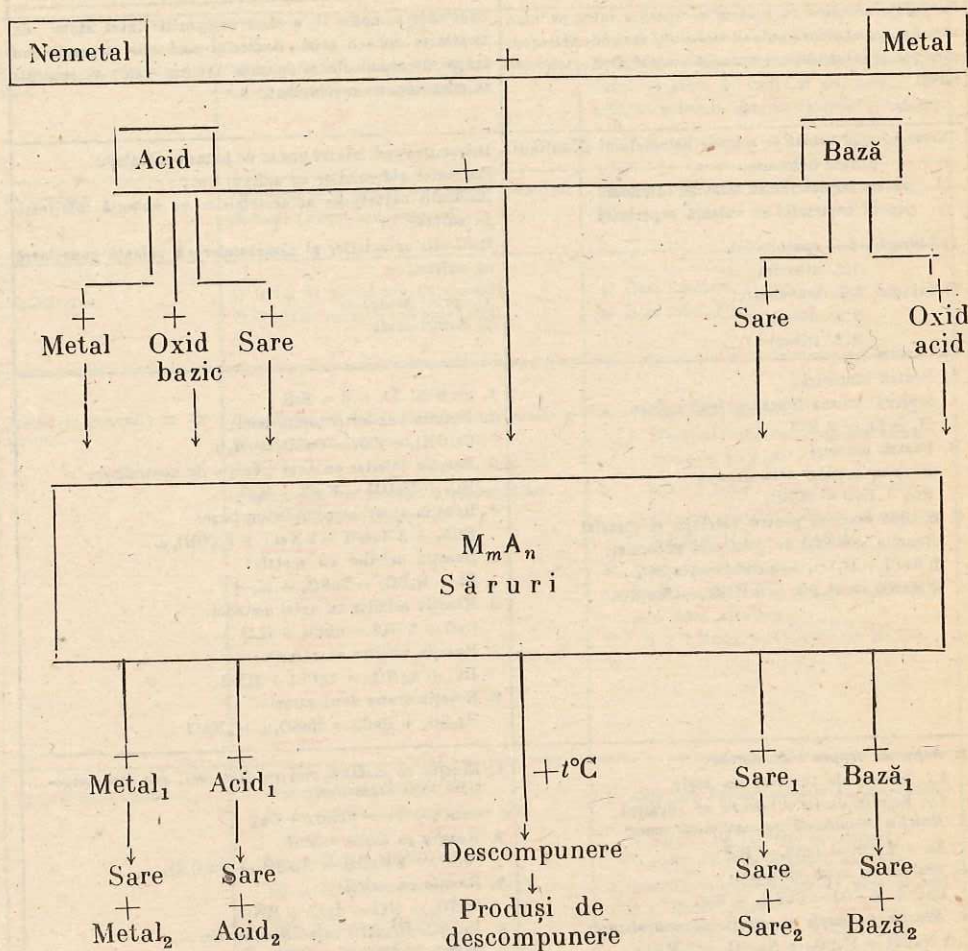 Nemetal + Metal
Acid + Bază
+ + + + +
Metal Oxid Sare Sare Oxid
bazic acid
MₘAₙ
Săruri
+ + +t°C + +
Metal₁ Acid₁ Sare₁ Bază₁
Descompunere
Sare Sare Sare Sare
+ + Produși de + +
Metal₂ Acid₂ descompunere Sare₂ Bază₂